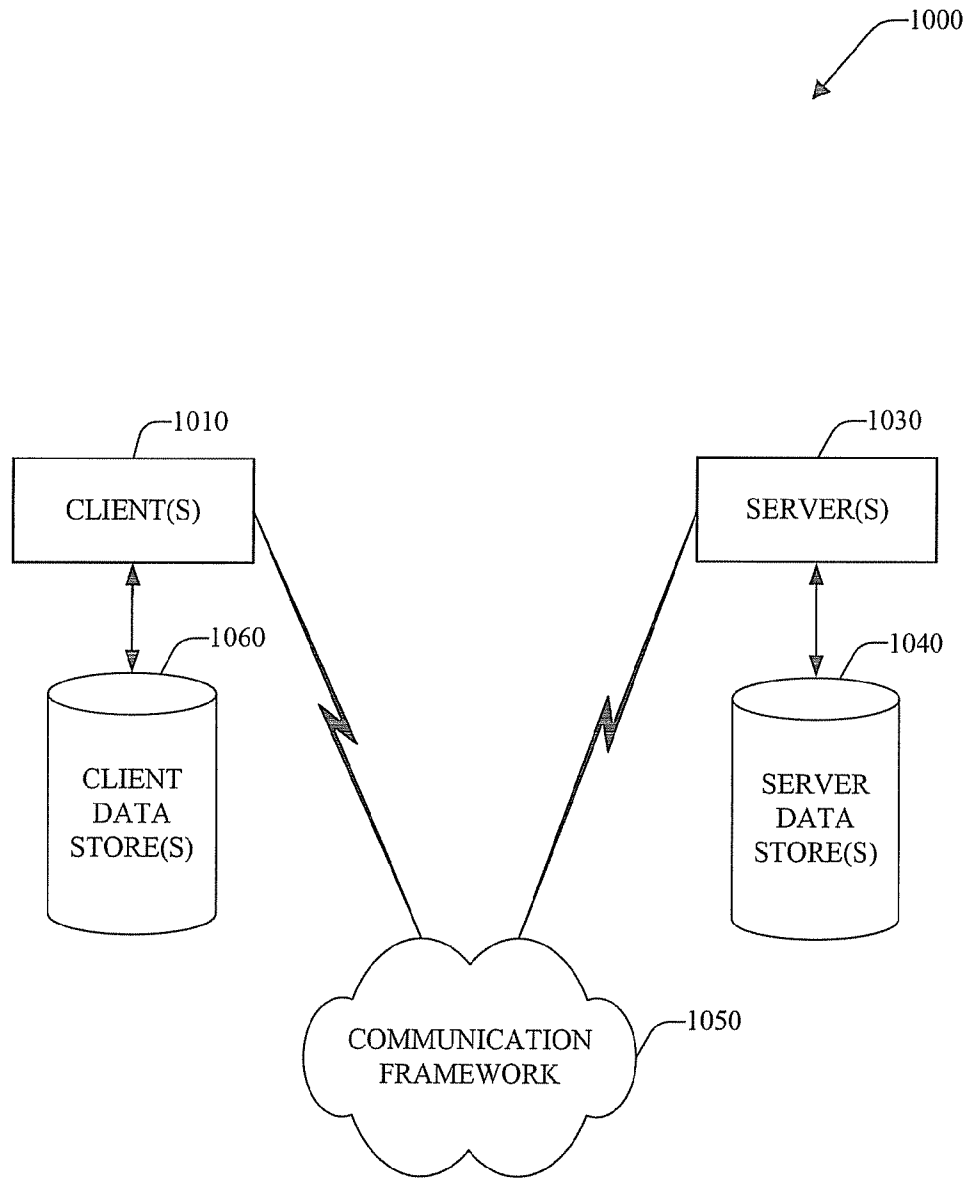 1000
1010
CLIENT(S)
1030
SERVER(S)
1060
CLIENT
DATA
STORE(S)
1040
SERVER
DATA
STORE(S)
1050
COMMUNICATION
FRAMEWORK